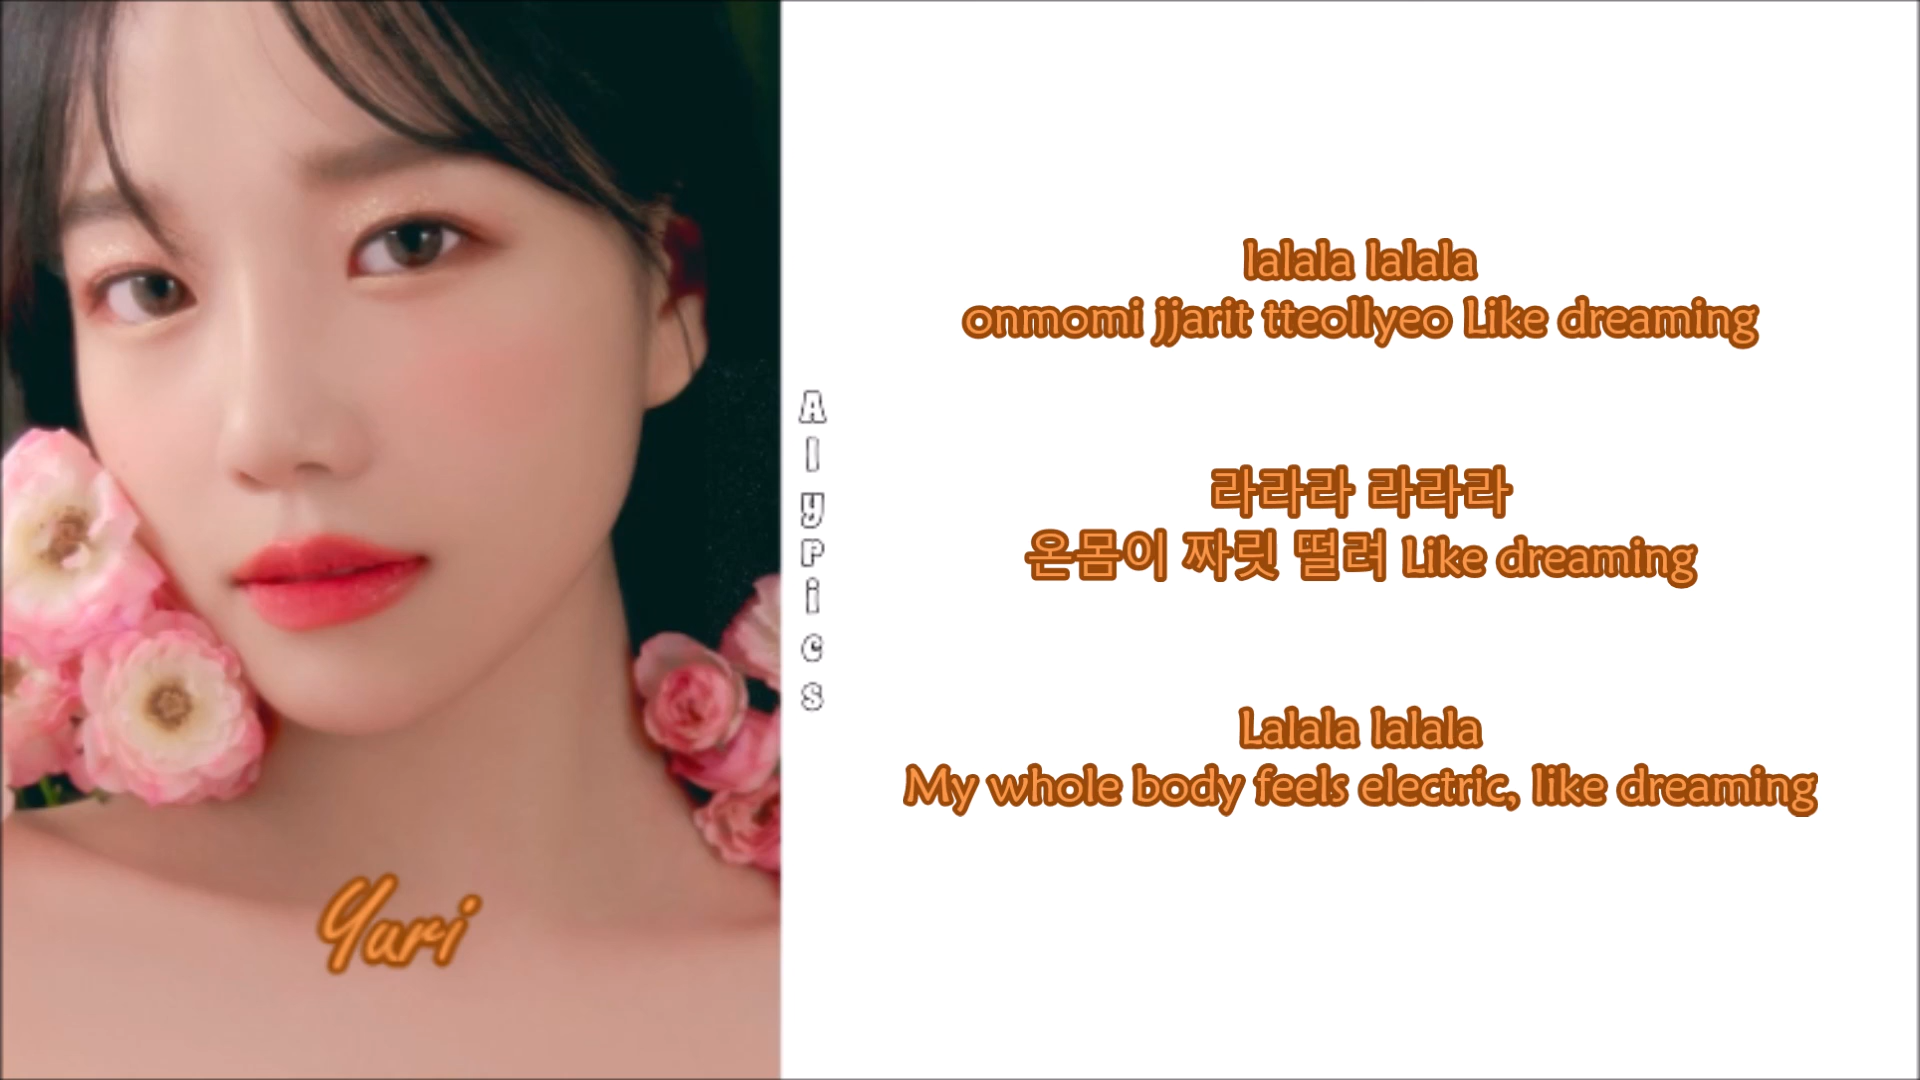 Yuri
AlyPics
lalala lalala
onmomi jjarit tteollyeo Like dreaming
라라라 라라라
온몸이 짜릿 떨려 Like dreaming
Lalala lalala
My whole body feels electric, like dreaming